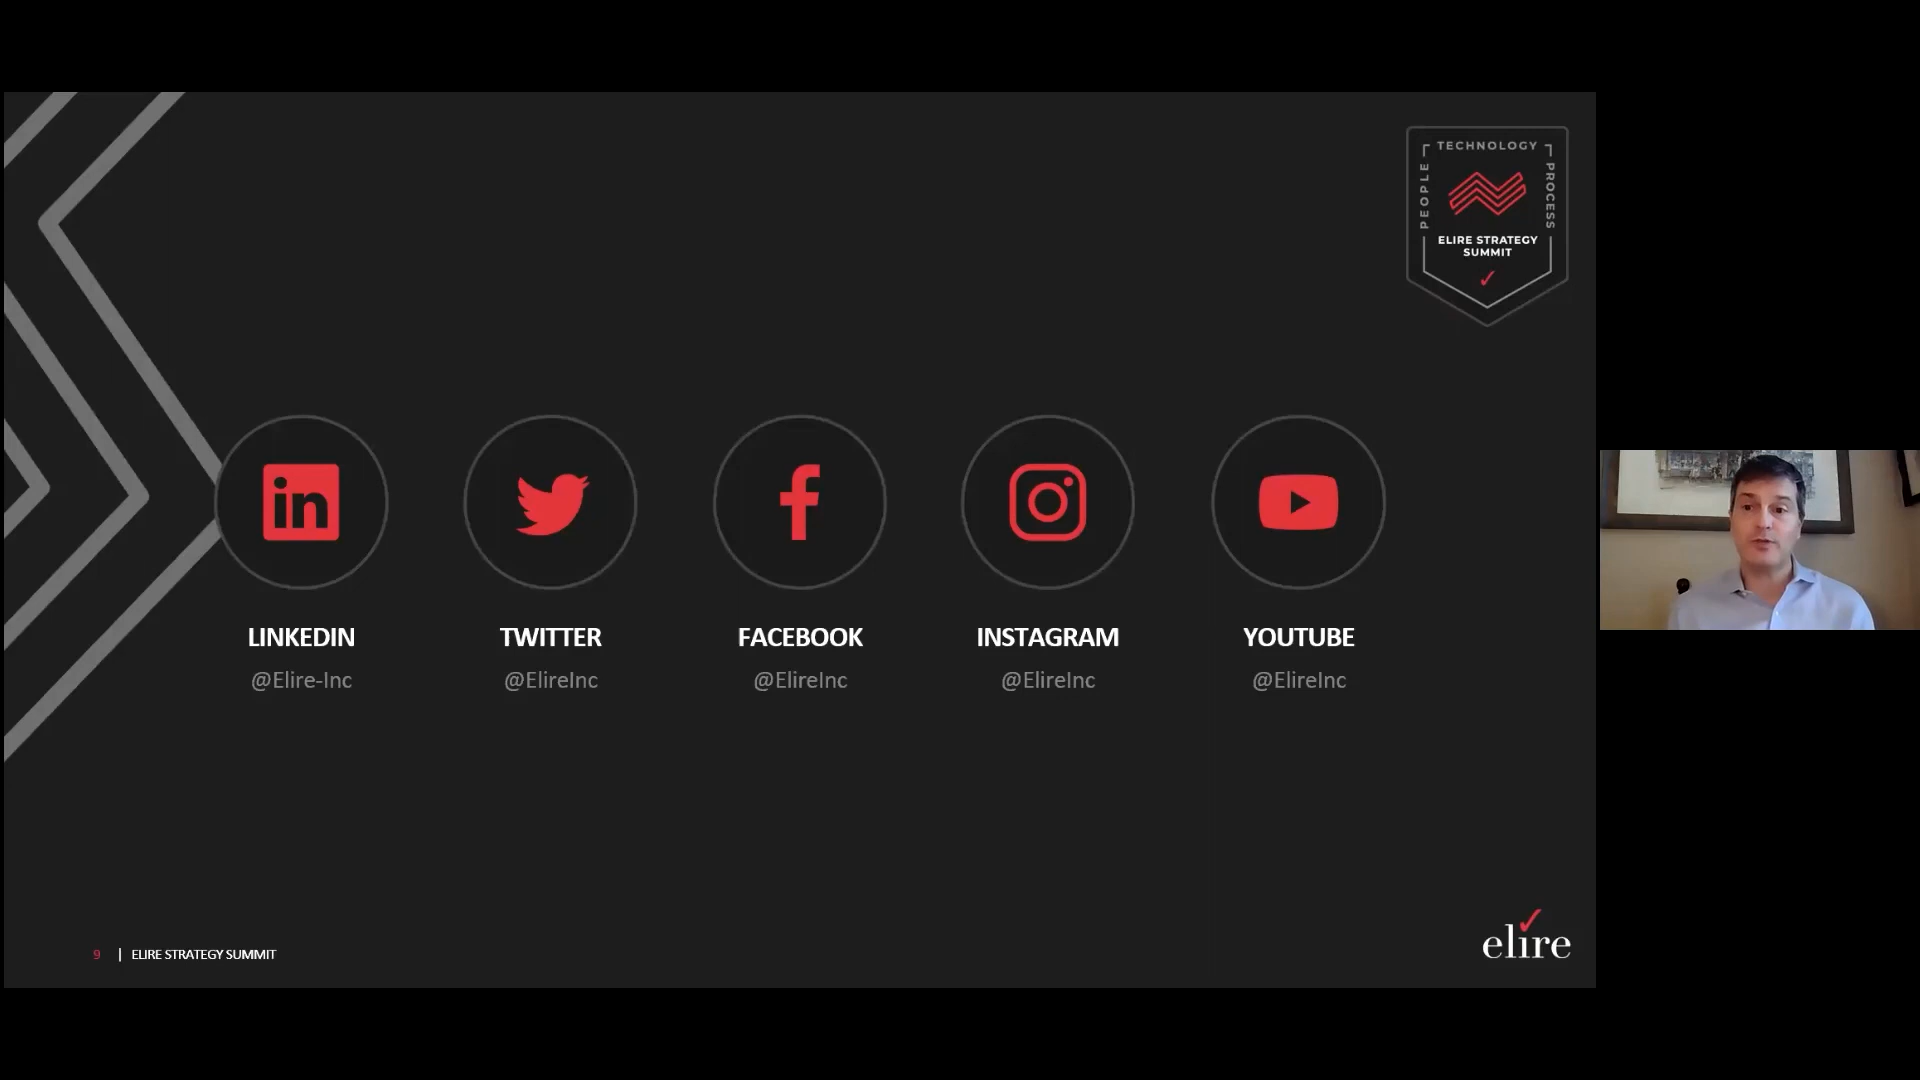 TECHNOLOGY
PEOPLE
PROCESS
ELIRE STRATEGY
SUMMIT
in
LINKEDIN
TWITTER
FACEBOOK
INSTAGRAM
YOUTUBE
@Elire-Inc
@ElireInc
@ElireInc
@ElireInc
@ElireInc
9 | ELIRE STRATEGY SUMMIT
elire